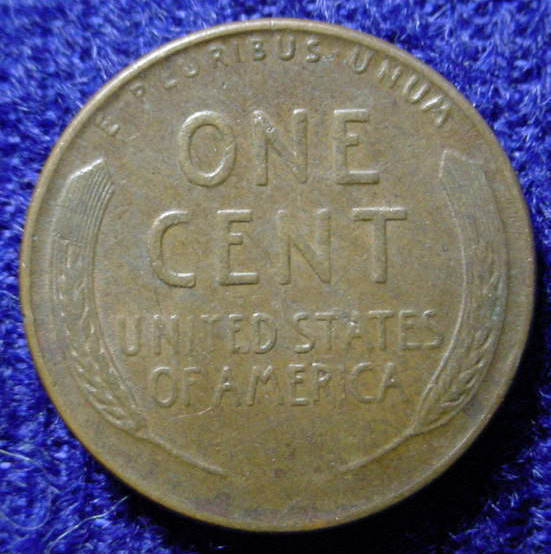 E PLURIBUS UNUM
ONE
CENT
UNITED STATES
OF AMERICA